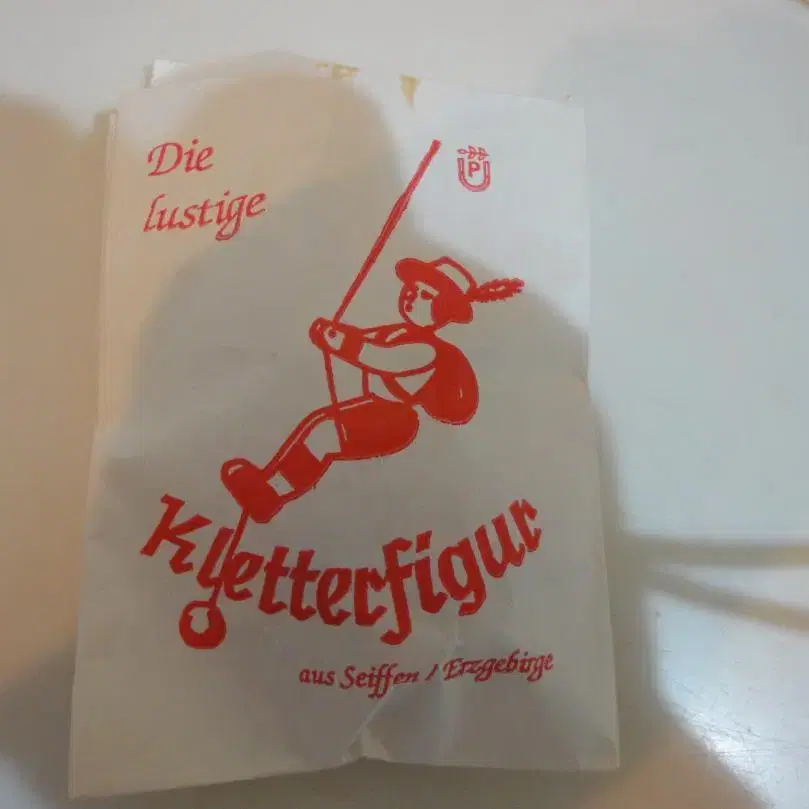 Die
lustige
P
Kletterfigur
aus Seiffen / Erzgebirge